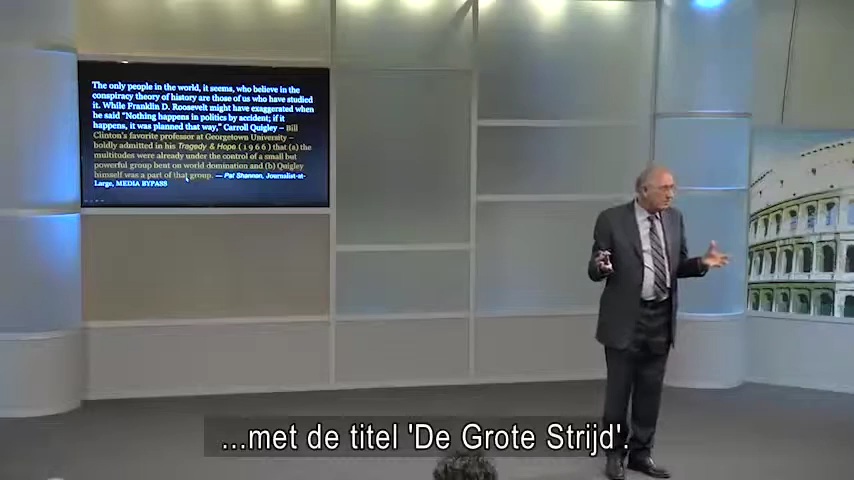 The only people in the world, it seems, who believe in the
conspiracy theory of history are those of us who have studied
it. While Franklin D. Roosevelt might have exaggerated when
he said "Nothing happens in politics by accident; if it
happens, it was planned that way," Carroll Quigley – Bill
Clinton's favorite professor at Georgetown University –
boldly admitted in his Tragedy & Hope (1966) that (a) the
multitudes were already under the control of a small but
powerful group bent on world domination and (b) Quigley
himself was a part of that group. — Pat Shannan, Journalist-at-
Large, MEDIA BYPASS
...met de titel 'De Grote Strijd'.